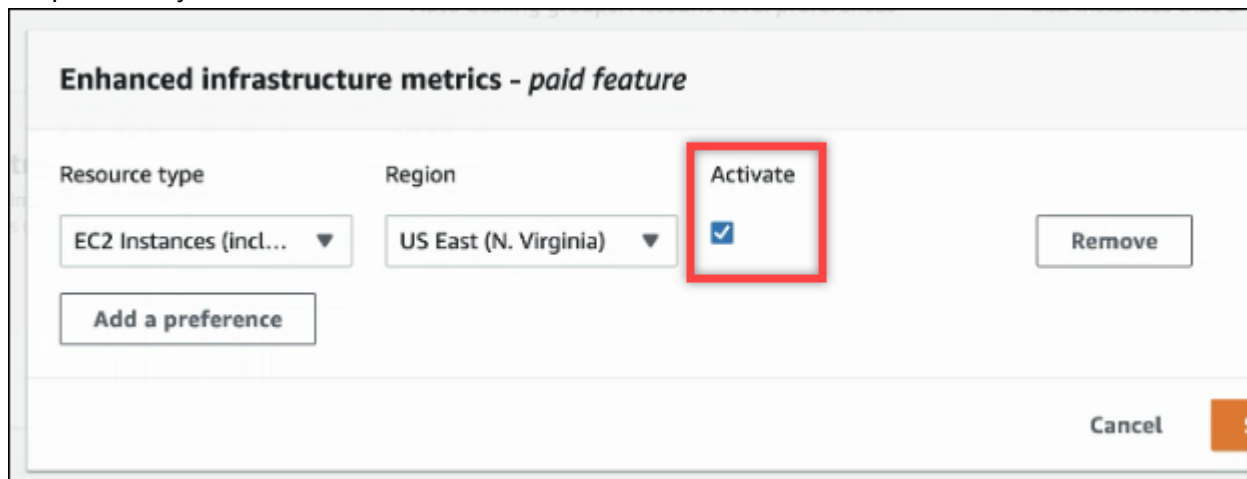 Enhanced infrastructure metrics - paid feature
Resource type
Region
Activate
EC2 Instances (incl...
US East (N. Virginia)
Remove
Add a preference
Cancel